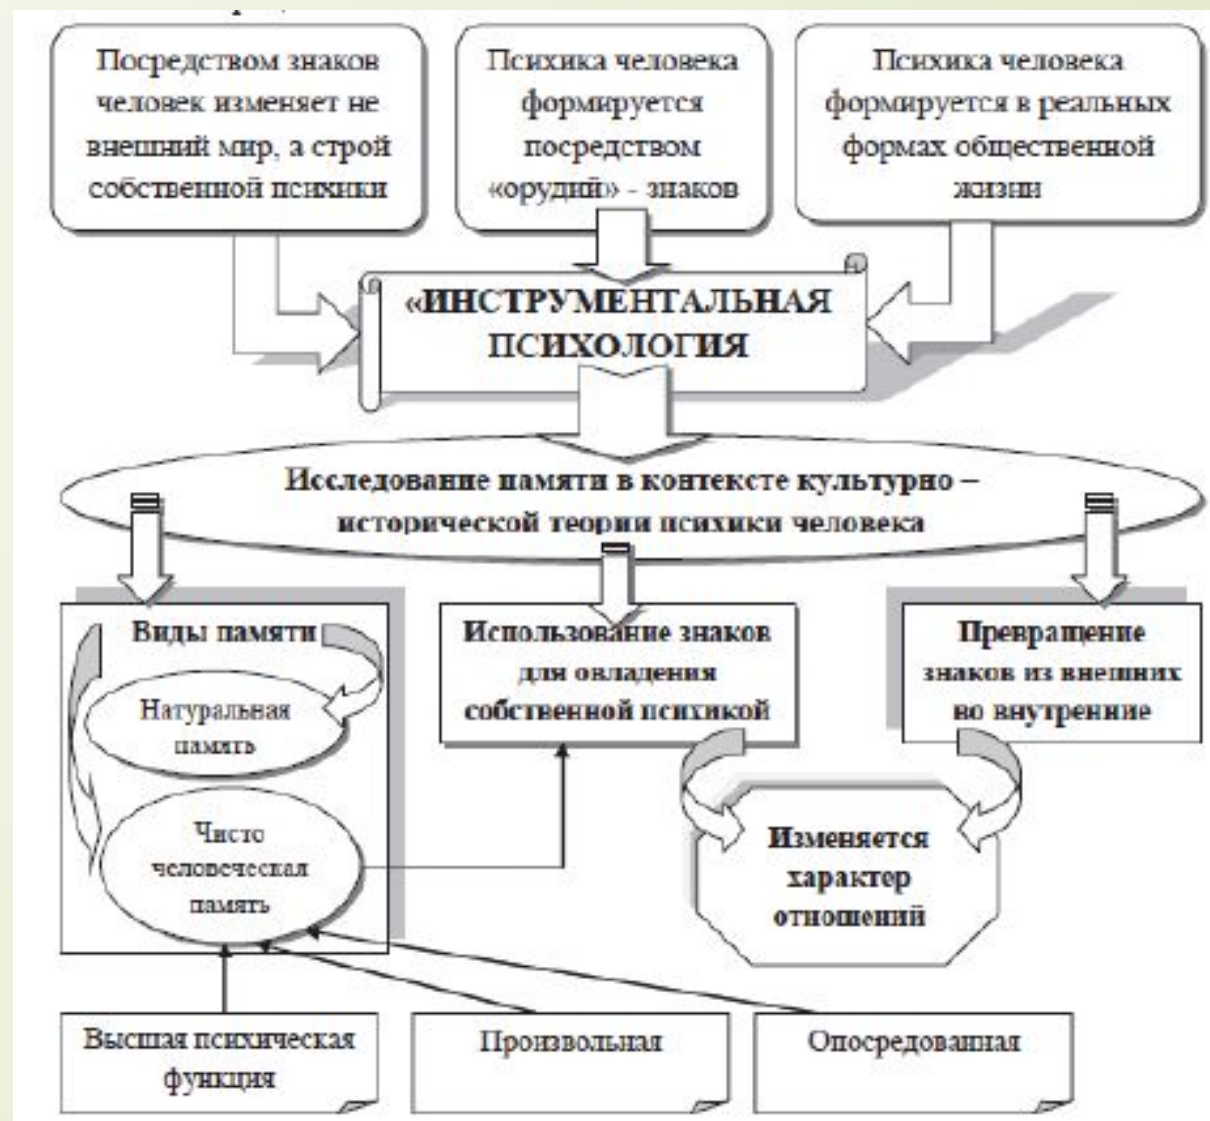 Посредством знаков
человек изменяет не
внешний мир, а строй
собственной психики
Психика человека
формируется
посредством
«орудий» - знаков
Психика человека
формируется в реальных
формах общественной
жизни
«ИНСТРУМЕНТАЛЬНАЯ
ПСИХОЛОГИЯ
Исследование памяти в контексте культурно –
исторической теории психики человека
Виды памяти
Натуральная
память
Чисто
человеческая
память
Использование знаков
для овладения
собственной психикой
Превращение
знаков из внешних
во внутренние
Изменяется
характер
отношений
Высшая психическая
функция
Произвольная
Опосредованная